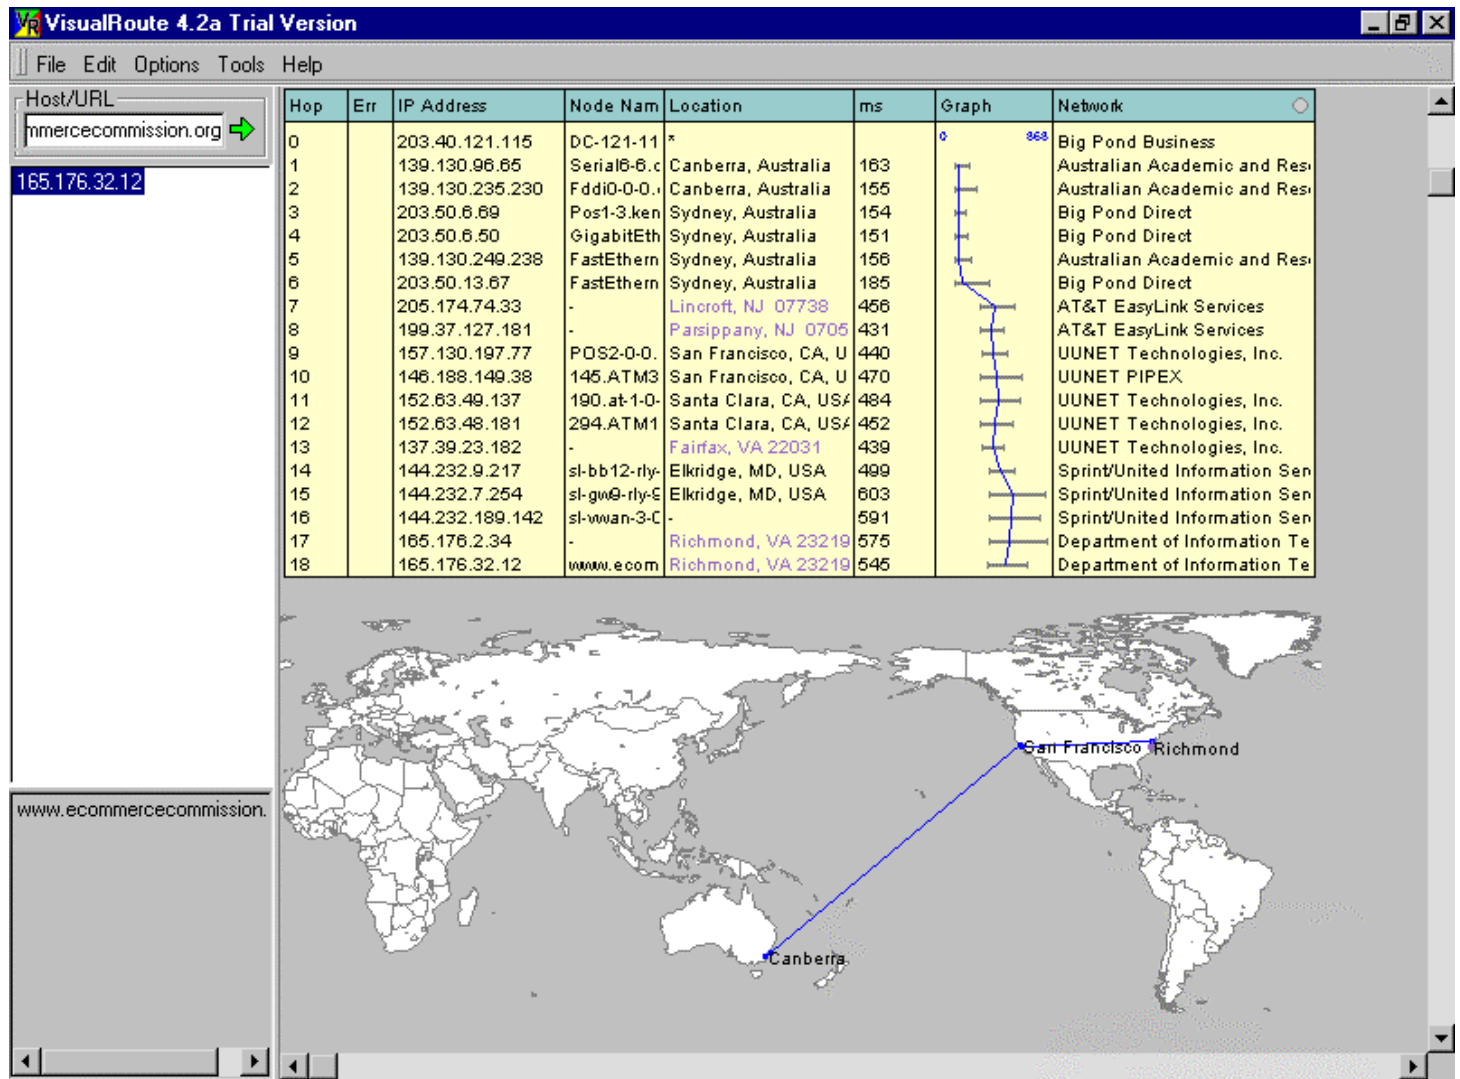 VisualRoute 4.2a Trial Version
File Edit Options Tools Help
Host/URL
mmercecommission.org
165.176.32.12
www.ecommercecommission.
Hop Err IP Address Node Nam Location ms Graph Network
0 203.40.121.115 DC-121-11 * 0 868 Big Pond Business
1 139.130.96.65 Serial6-6.c Canberra, Australia 163 Australian Academic and Res
2 139.130.235.230 Fddi0-0-0. Canberra, Australia 155 Australian Academic and Res
3 203.50.6.69 Pos1-3.ken Sydney, Australia 154 Big Pond Direct
4 203.50.6.50 GigabitEth Sydney, Australia 151 Big Pond Direct
5 139.130.249.238 FastEthern Sydney, Australia 156 Australian Academic and Res
6 203.50.13.67 FastEthern Sydney, Australia 185 Big Pond Direct
7 205.174.74.33 - Lincroft, NJ 07738 456 AT&T EasyLink Services
8 199.37.127.181 - Parsippany, NJ 0705 431 AT&T EasyLink Services
9 157.130.197.77 POS2-0-0. San Francisco, CA, U 440 UUNET Technologies, Inc.
10 146.188.149.38 145.ATM3 San Francisco, CA, U 470 UUNET PIPEX
11 152.63.49.137 190.at-1-0- Santa Clara, CA, USA 484 UUNET Technologies, Inc.
12 152.63.48.181 294.ATM1 Santa Clara, CA, USA 452 UUNET Technologies, Inc.
13 137.39.23.182 - Fairfax, VA 22031 439 UUNET Technologies, Inc.
14 144.232.9.217 sl-bb12-rly- Elkridge, MD, USA 499 Sprint/United Information Ser
15 144.232.7.254 sl-gw9-rly-9 Elkridge, MD, USA 603 Sprint/United Information Ser
16 144.232.189.142 sl-vwan-3-0 - 591 Sprint/United Information Ser
17 165.176.2.34 - Richmond, VA 23219 575 Department of Information Te
18 165.176.32.12 www.ecom Richmond, VA 23219 545 Department of Information Te
San Francisco Richmond
Canberra